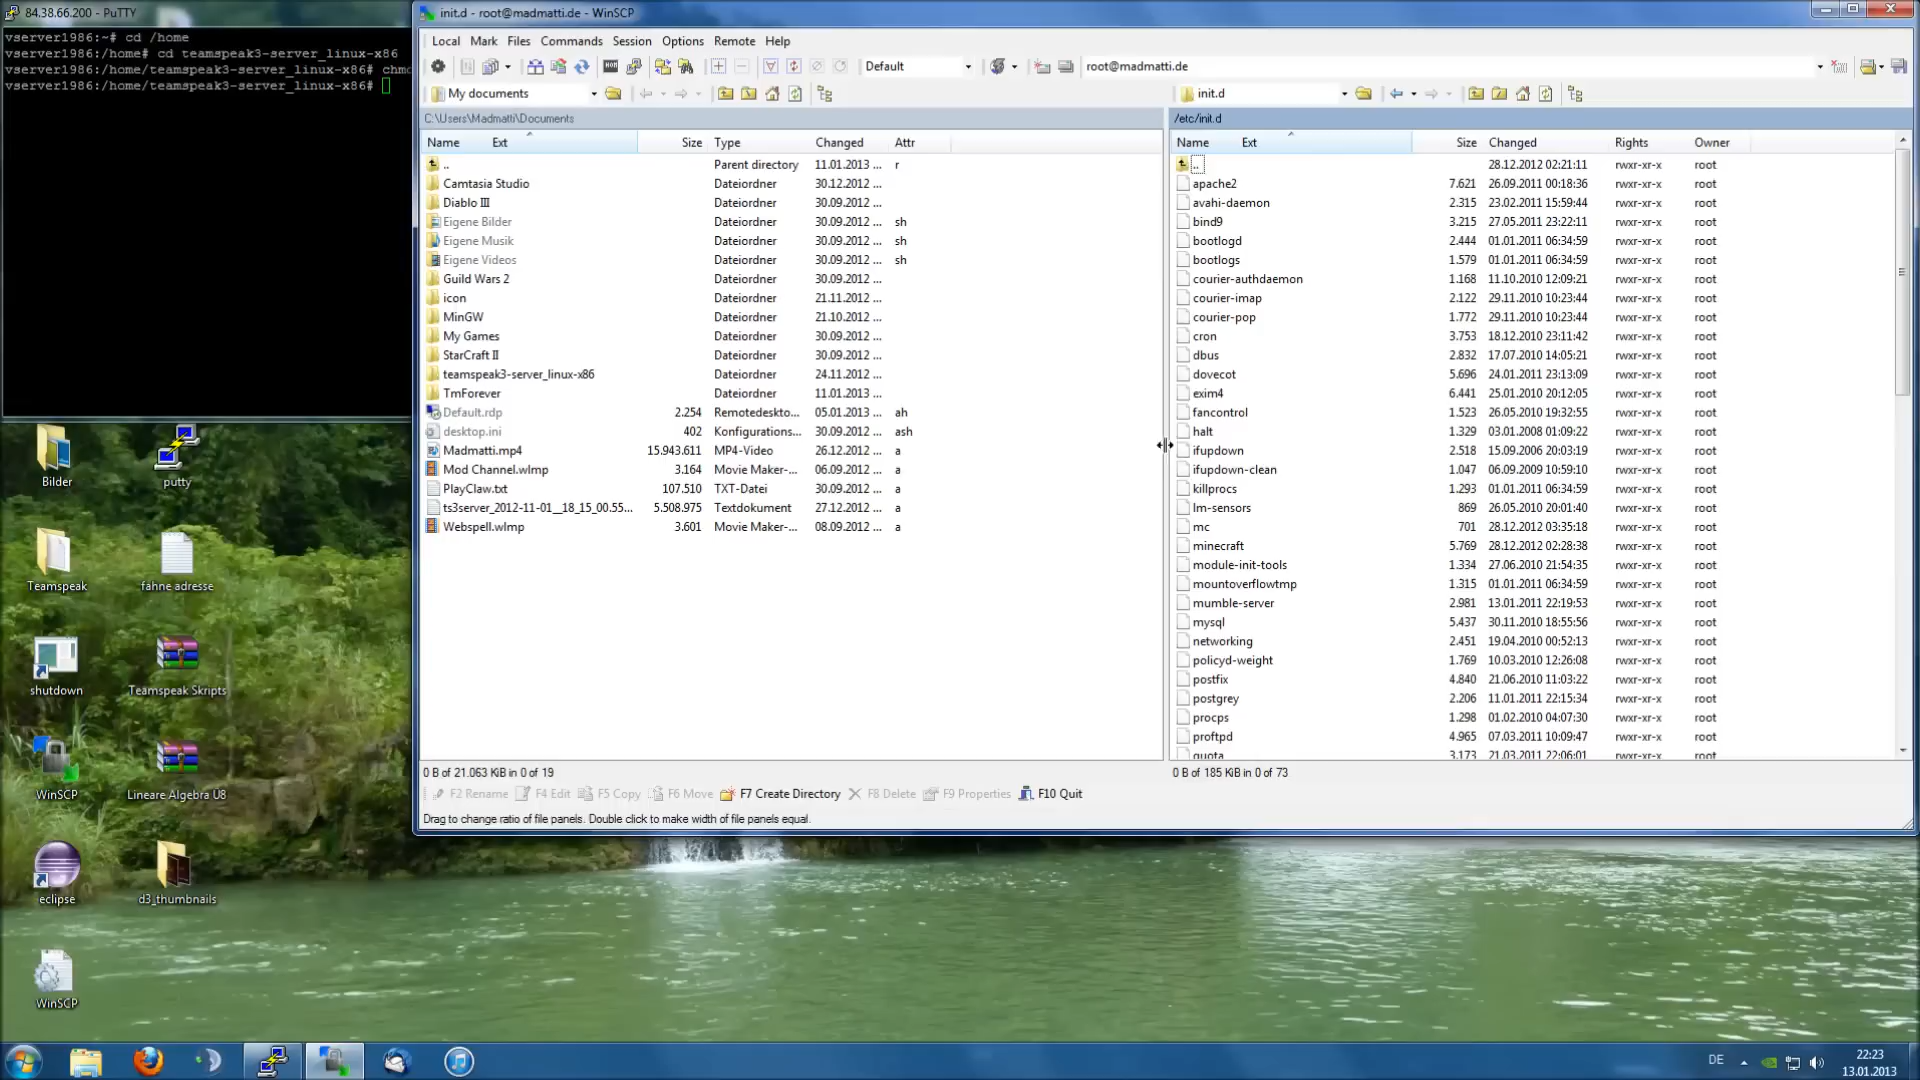 84.38.66.200 - PuTTY
vserver1986:~# cd /home
vserver1986:/home# cd teamspeak3-server_linux-x86
vserver1986:/home/teamspeak3-server_linux-x86# chmo
vserver1986:/home/teamspeak3-server_linux-x86#
init.d - root@madmatti.de - WinSCP
Local Mark Files Commands Session Options Remote Help
Default root@madmatti.de
My documents
init.d
C:\Users\Madmatti\Documents
Name Ext Size Type Changed Attr
.. Parent directory 11.01.2013 ... r
Camtasia Studio Dateiordner 30.12.2012 ...
Diablo III Dateiordner 30.09.2012 ...
Eigene Bilder Dateiordner 30.09.2012 ... sh
Eigene Musik Dateiordner 30.09.2012 ... sh
Eigene Videos Dateiordner 30.09.2012 ... sh
Guild Wars 2 Dateiordner 30.09.2012 ...
icon Dateiordner 21.11.2012 ...
MinGW Dateiordner 21.10.2012 ...
My Games Dateiordner 30.09.2012 ...
StarCraft II Dateiordner 30.09.2012 ...
teamspeak3-server_linux-x86 Dateiordner 24.11.2012 ...
TmForever Dateiordner 11.01.2013 ...
Default.rdp 2.254 Remotedeskto... 05.01.2013 ... ah
desktop.ini 402 Konfigurations... 30.09.2012 ... ash
Madmatti.mp4 15.943.611 MP4-Video 26.12.2012 ... a
Mod Channel.wlmp 3.164 Movie Maker-... 06.09.2012 ... a
PlayClaw.txt 107.510 TXT-Datei 30.09.2012 ... a
ts3server_2012-11-01__18_15_00.55... 5.508.975 Textdokument 27.12.2012 ... a
Webspell.wlmp 3.601 Movie Maker-... 08.09.2012 ... a
/etc/init.d
Name Ext Size Changed Rights Owner
.. 28.12.2012 02:21:11 rwxr-xr-x root
apache2 7.621 26.09.2011 00:18:36 rwxr-xr-x root
avahi-daemon 2.315 23.02.2011 15:59:44 rwxr-xr-x root
bind9 3.215 27.05.2011 23:22:11 rwxr-xr-x root
bootlogd 2.444 01.01.2011 06:34:59 rwxr-xr-x root
bootlogs 1.579 01.01.2011 06:34:59 rwxr-xr-x root
courier-authdaemon 1.168 11.10.2010 12:09:21 rwxr-xr-x root
courier-imap 2.122 29.11.2010 10:23:44 rwxr-xr-x root
courier-pop 1.772 29.11.2010 10:23:44 rwxr-xr-x root
cron 3.753 18.12.2010 23:11:42 rwxr-xr-x root
dbus 2.832 17.07.2010 14:05:21 rwxr-xr-x root
dovecot 5.696 24.01.2011 23:13:09 rwxr-xr-x root
exim4 6.441 25.01.2010 20:12:05 rwxr-xr-x root
fancontrol 1.523 26.05.2010 19:32:55 rwxr-xr-x root
halt 1.329 03.01.2008 01:09:22 rwxr-xr-x root
ifupdown 2.518 15.09.2006 20:03:19 rwxr-xr-x root
ifupdown-clean 1.047 06.09.2009 10:59:10 rwxr-xr-x root
killprocs 1.293 01.01.2011 06:34:59 rwxr-xr-x root
lm-sensors 869 26.05.2010 20:01:40 rwxr-xr-x root
mc 701 28.12.2012 03:35:18 rwxr-xr-x root
minecraft 5.769 28.12.2012 02:28:38 rwxr-xr-x root
module-init-tools 1.334 27.06.2010 21:54:35 rwxr-xr-x root
mountoverflowtmp 1.315 01.01.2011 06:34:59 rwxr-xr-x root
mumble-server 2.981 13.01.2011 22:19:53 rwxr-xr-x root
mysql 5.437 30.11.2010 18:55:56 rwxr-xr-x root
networking 2.451 19.04.2010 00:52:13 rwxr-xr-x root
policyd-weight 1.769 10.03.2010 12:26:08 rwxr-xr-x root
postfix 4.840 21.06.2010 11:03:22 rwxr-xr-x root
postgrey 2.206 11.01.2011 22:15:34 rwxr-xr-x root
procps 1.298 01.02.2010 04:07:30 rwxr-xr-x root
proftpd 4.965 07.03.2011 10:09:47 rwxr-xr-x root
quota 3.173 21.03.2011 22:06:01 rwxr-xr-x root
0 B of 21.063 KiB in 0 of 19
0 B of 185 KiB in 0 of 73
F2 Rename F4 Edit F5 Copy F6 Move F7 Create Directory F8 Delete F9 Properties F10 Quit
Drag to change ratio of file panels. Double click to make width of file panels equal.
Bilder
putty
Teamspeak
fähne adresse
shutdown
Teamspeak Skripts
WinSCP
Lineare Algebra U8
eclipse
d3_thumbnails
WinSCP
DE
22:23
13.01.2013